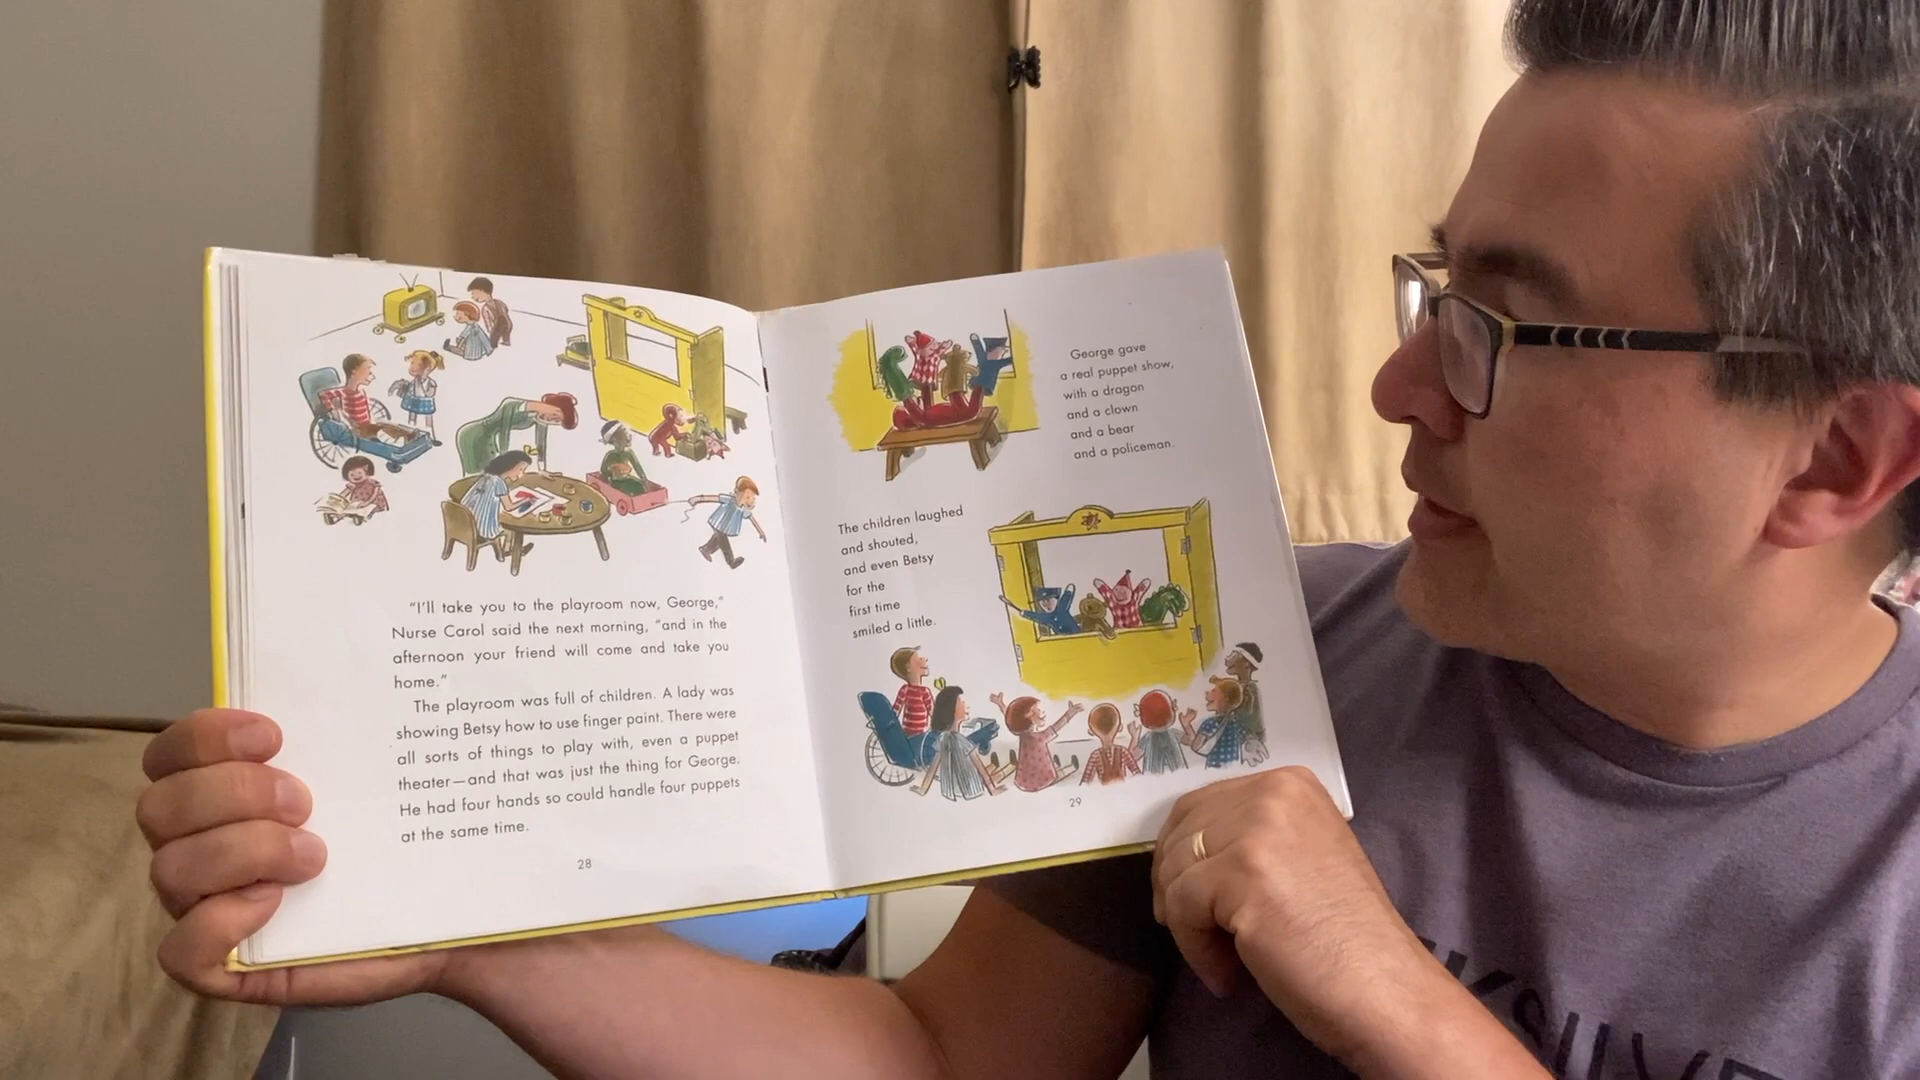 "I'll take you to the playroom now, George,"
Nurse Carol said the next morning, "and in the
afternoon your friend will come and take you
home."
The playroom was full of children. A lady was
showing Betsy how to use finger paint. There were
all sorts of things to play with, even a puppet
theater—and that was just the thing for George.
He had four hands so could handle four puppets
at the same time.
28
George gave
a real puppet show,
with a dragon
and a clown
and a bear
and a policeman.
The children laughed
and shouted,
and even Betsy
for the
first time
smiled a little.
29